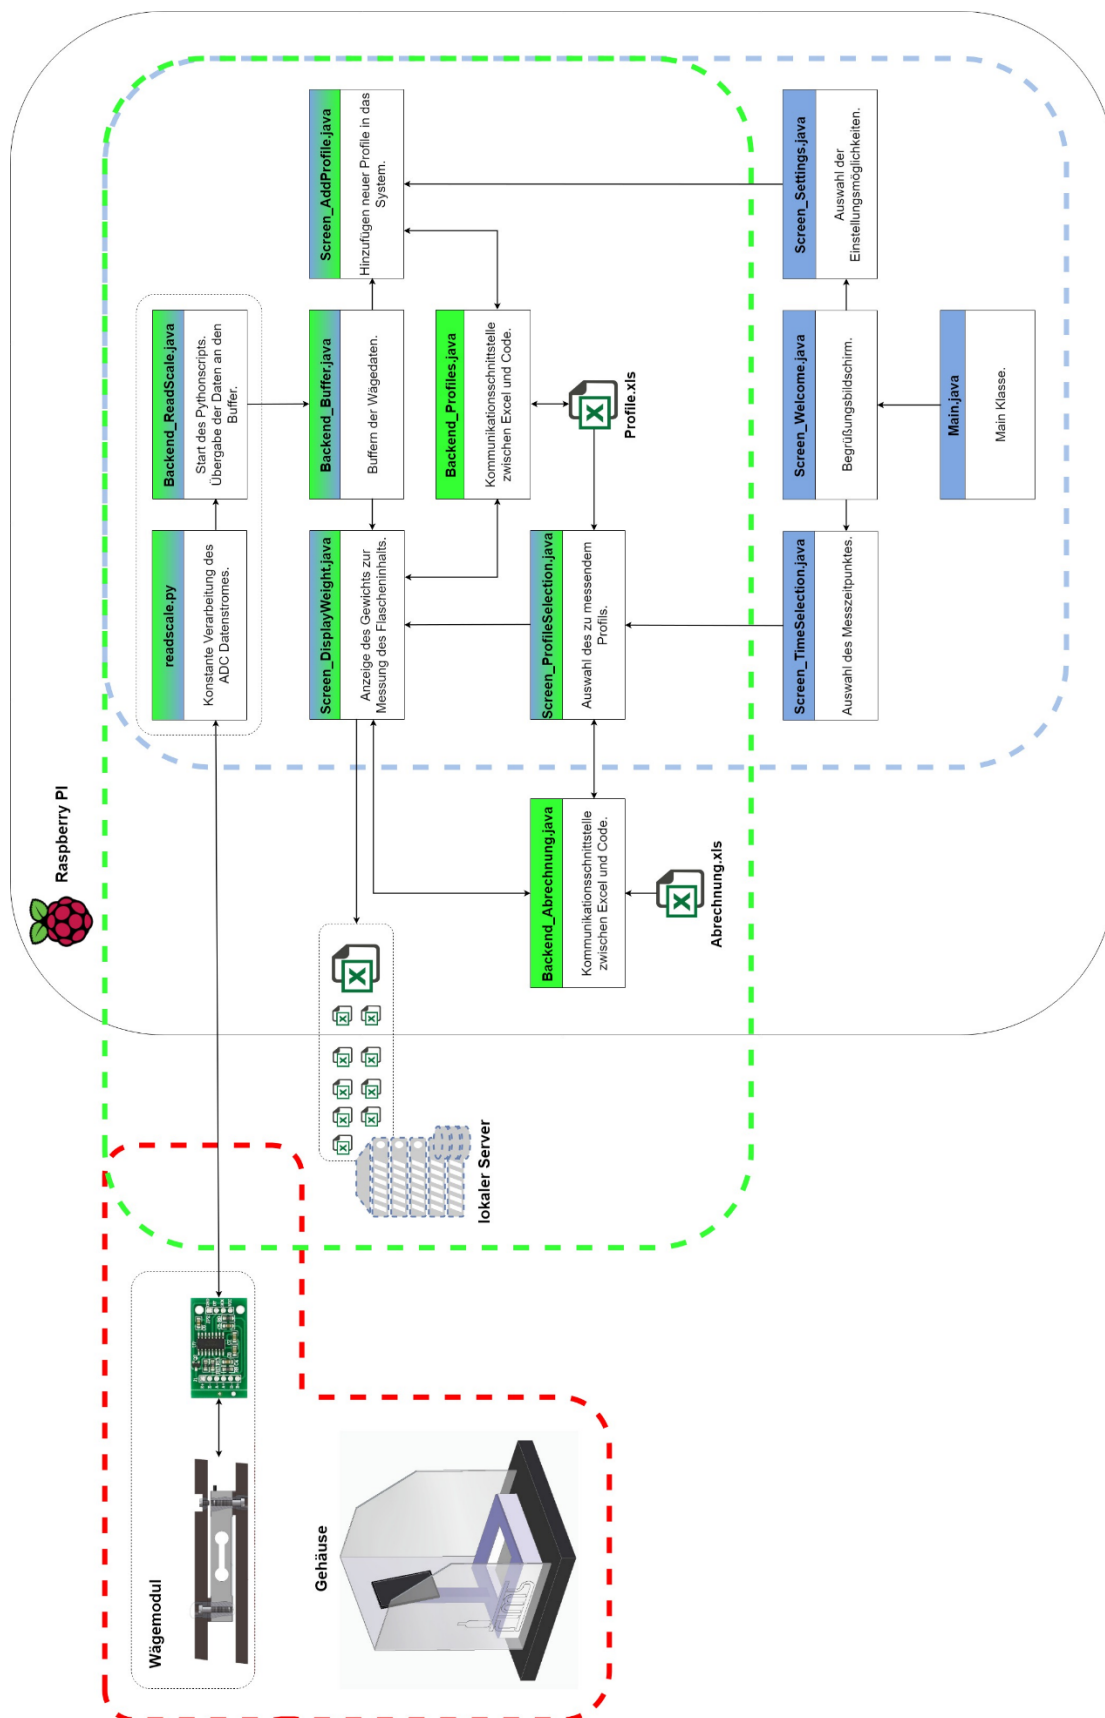 Raspberry PI
Wägemodul
Gehäuse
lokaler Server
readscale.py
Konstante Verarbeitung des
ADC Datenstromes.
Backend_ReadScale.java
Start des Pythonscripts.
Übergabe der Daten an den
Buffer.
Screen_DisplayWeight.java
Anzeige des Gewichts zur
Messung des Flascheninhalts.
Backend_Buffer.java
Buffern der Wägedaten.
Screen_AddProfile.java
Hinzufügen neuer Profile in das
System.
Backend_Profiles.java
Kommunikationsschnittstelle
zwischen Excel und Code.
Backend_Abrechnung.java
Kommunikationsschnittstelle
zwischen Excel und Code.
Screen_ProfileSelection.java
Auswahl des zu messendem
Profils.
Profile.xls
Abrechnung.xls
Screen_TimeSelection.java
Auswahl des Messzeitpunktes.
Screen_Welcome.java
Begrüßungsbildschirm.
Screen_Settings.java
Auswahl der
Einstellungsmöglichkeiten.
Main.java
Main Klasse.